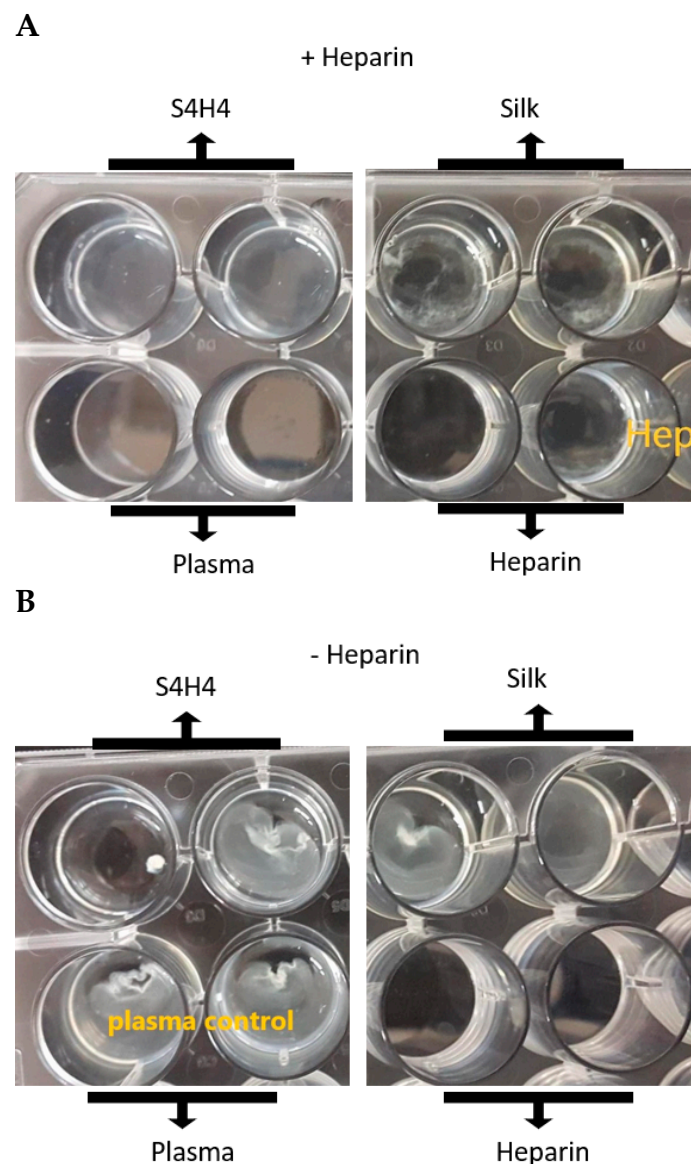 A
+ Heparin
S4H4
Silk
Hep
Plasma
Heparin
B
- Heparin
S4H4
Silk
plasma control
Plasma
Heparin